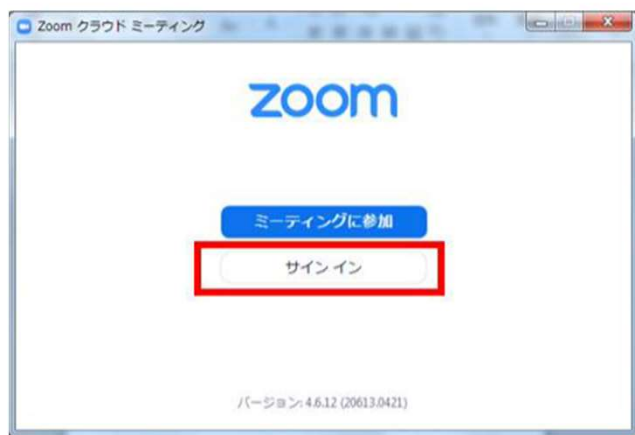 Zoom クラウド ミーティング
zoom
ミーティングに参加
サイン イン
バージョン: 4.6.12 (20613.0421)